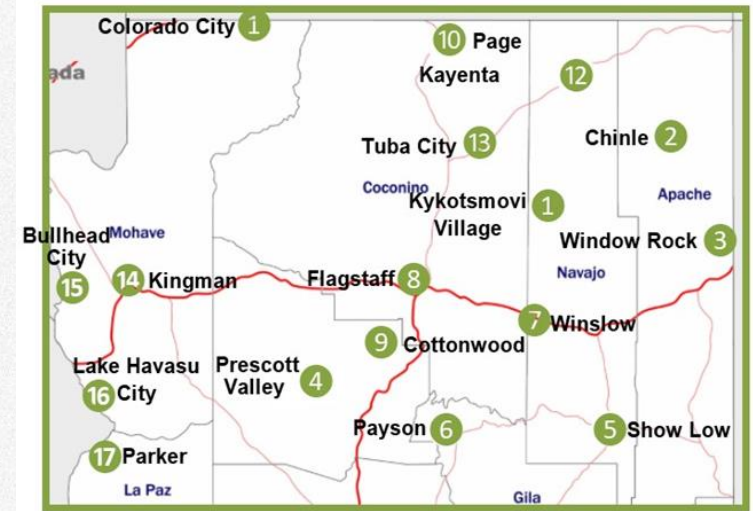 Colorado City 1
10 Page
ada
Kayenta
12
Tuba City 13
Chinle 2
Coconino
Apache
Kykotsmovi
Village
1
Bullhead
City
Mohave
Window Rock 3
Navajo
15
14 Kingman
Flagstaff 8
7 Winslow
9 Cottonwood
Lake Havasu
City
16
Prescott
Valley
4
Payson 6
5 Show Low
17 Parker
La Paz
Gila